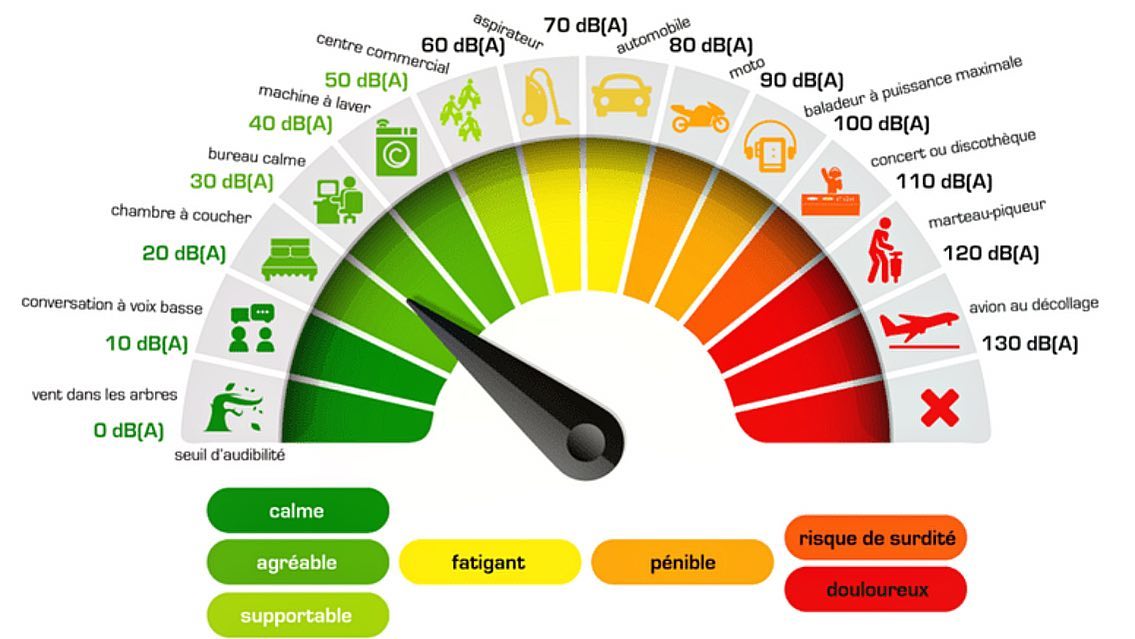 0 dB(A)
seuil d'audibilité
vent dans les arbres
10 dB(A)
conversation à voix basse
20 dB(A)
chambre à coucher
30 dB(A)
bureau calme
40 dB(A)
machine à laver
50 dB(A)
centre commercial
60 dB(A)
aspirateur
70 dB(A)
automobile
80 dB(A)
moto
90 dB(A)
baladeur à puissance maximale
100 dB(A)
concert ou discothèque
110 dB(A)
marteau-piqueur
120 dB(A)
avion au décollage
130 dB(A)
calme
agréable
supportable
fatigant
pénible
risque de surdité
douloureux